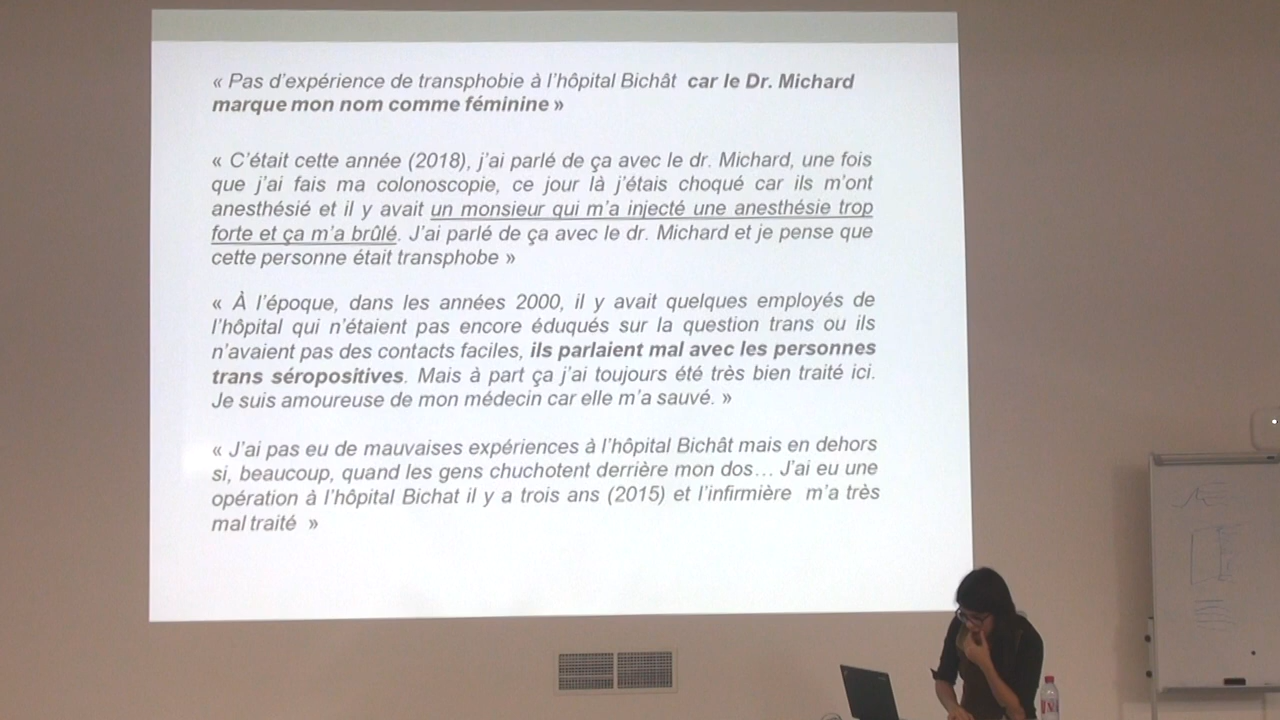 « Pas d’expérience de transphobie à l’hôpital Bichât car le Dr. Michard
marque mon nom comme féminine »
« C’était cette année (2018), j’ai parlé de ça avec le dr. Michard, une fois
que j’ai fais ma colonoscopie, ce jour là j’étais choqué car ils m’ont
anesthésié et il y avait un monsieur qui m’a injecté une anesthésie trop
forte et ça m’a brûlé. J’ai parlé de ça avec le dr. Michard et je pense que
cette personne était transphobe »
« À l’époque, dans les années 2000, il y avait quelques employés de
l’hôpital qui n’étaient pas encore éduqués sur la question trans ou ils
n’avaient pas des contacts faciles, ils parlaient mal avec les personnes
trans séropositives. Mais à part ça j’ai toujours été très bien traité ici.
Je suis amoureuse de mon médecin car elle m’a sauvé. »
« J’ai pas eu de mauvaises expériences à l’hôpital Bichât mais en dehors
si, beaucoup, quand les gens chuchotent derrière mon dos… J’ai eu une
opération à l’hôpital Bichat il y a trois ans (2015) et l’infirmière m’a très
mal traité »